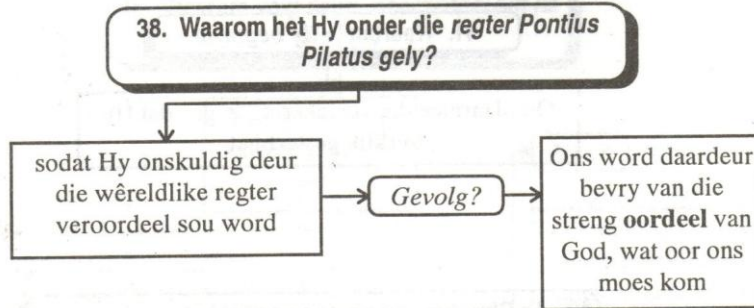 38. Waarom het Hy onder die regter Pontius
Pilatus gely?
sodat Hy onskuldig deur
die wêreldlike regter
veroordeel sou word
Gevolg?
Ons word daardeur
bevry van die
streng oordeel van
God, wat oor ons
moes kom